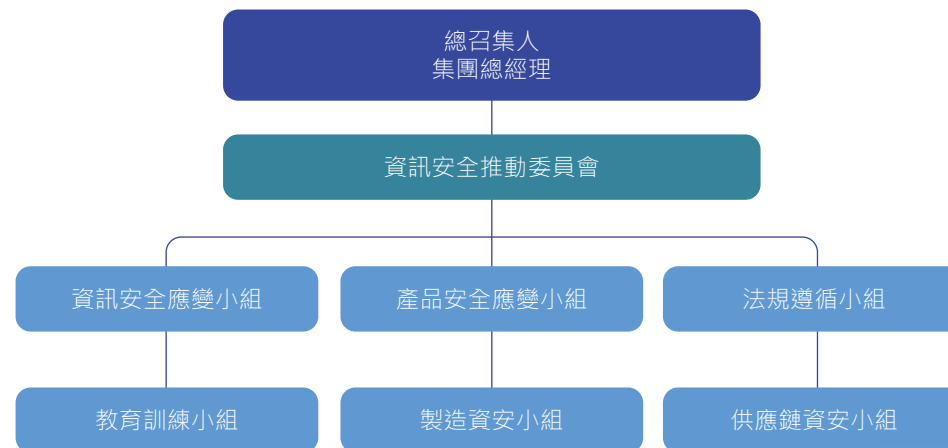 總召集人
集團總經理
資訊安全推動委員會
資訊安全應變小組
產品安全應變小組
法規遵循小組
教育訓練小組
製造資安小組
供應鏈資安小組